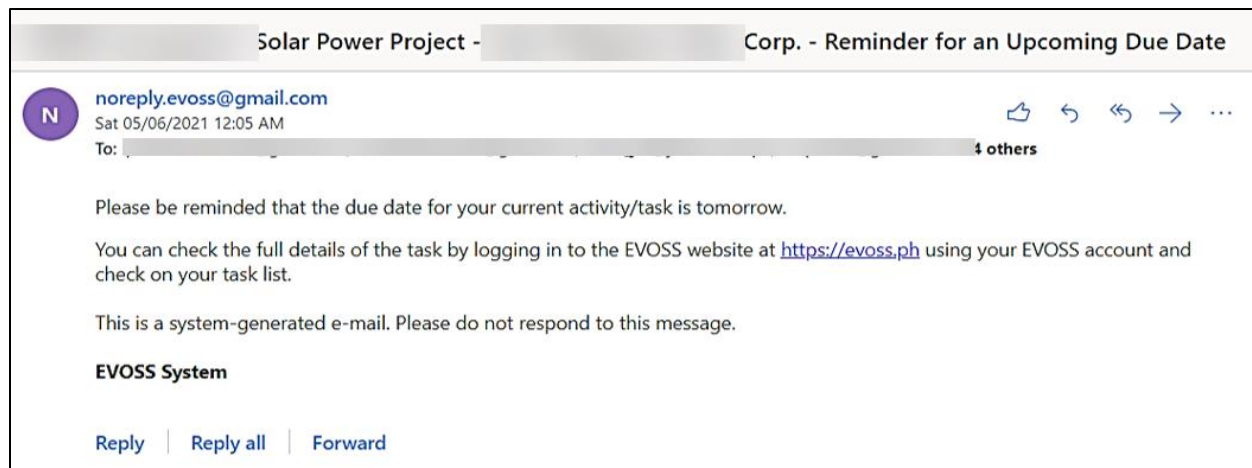 Solar Power Project - Corp. - Reminder for an Upcoming Due Date
N
noreply.evoss@gmail.com
Sat 05/06/2021 12:05 AM
To: 4 others
Please be reminded that the due date for your current activity/task is tomorrow.
You can check the full details of the task by logging in to the EVOSS website at https://evoss.ph using your EVOSS account and
check on your task list.
This is a system-generated e-mail. Please do not respond to this message.
EVOSS System
Reply Reply all Forward